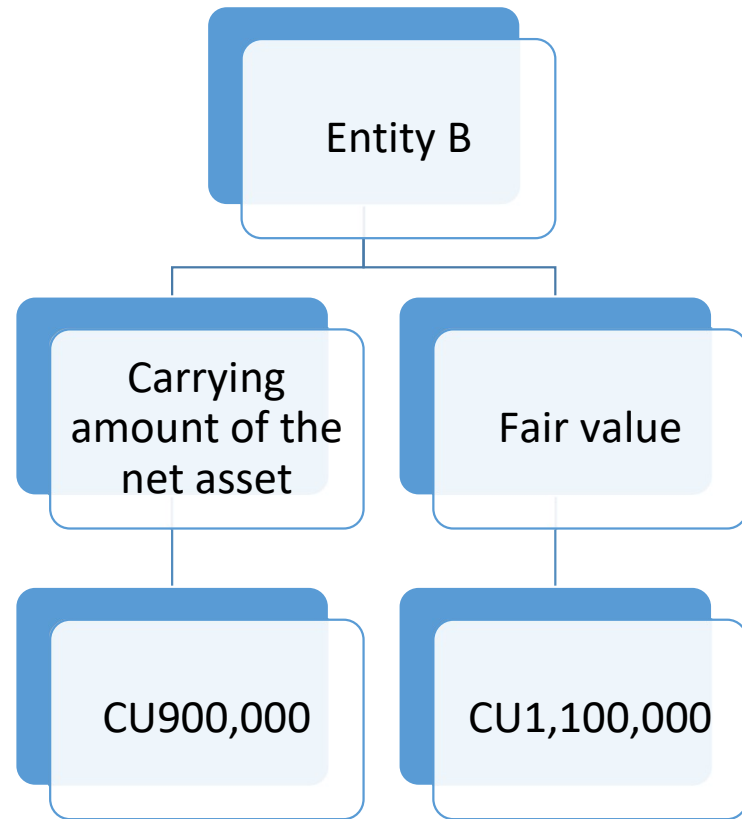 Entity B
Carrying
amount of the
net asset
Fair value
CU900,000
CU1,100,000